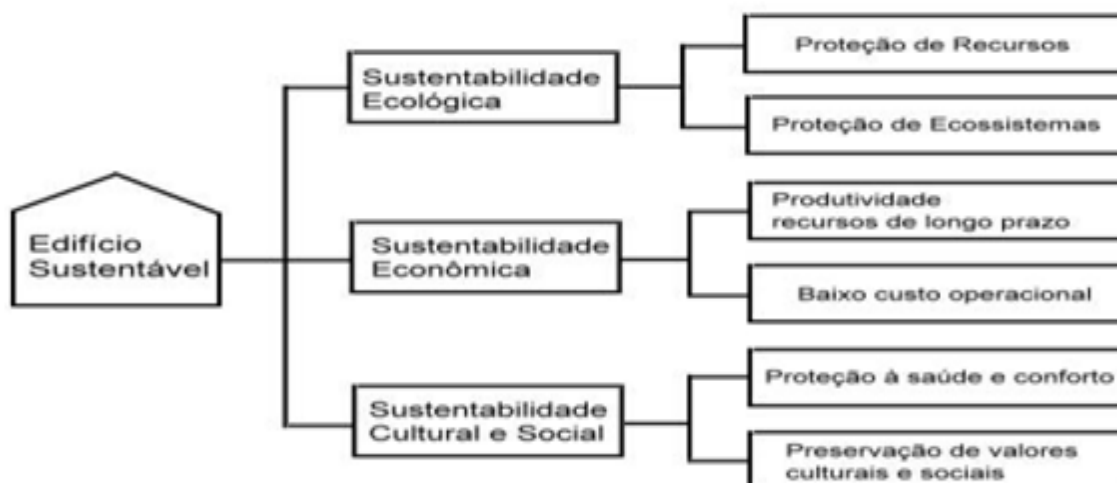 Edifício
Sustentável
Sustentabilidade
Ecológica
Proteção de Recursos
Proteção de Ecossistemas
Sustentabilidade
Econômica
Produtividade
recursos de longo prazo
Baixo custo operacional
Sustentabilidade
Cultural e Social
Proteção à saúde e conforto
Preservação de valores
culturais e sociais